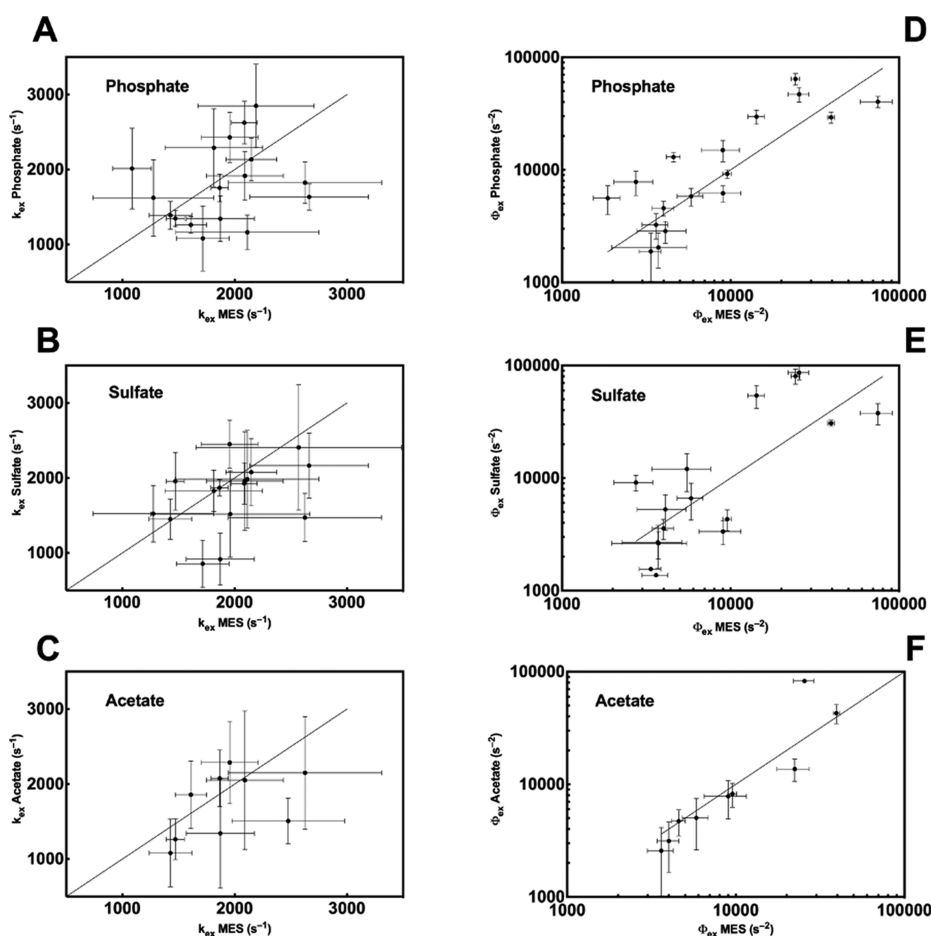 A
Phosphate
k_ex Phosphate (s⁻¹)
3000
2000
1000
1000 2000 3000
k_ex MES (s⁻¹)
D
Phosphate
Φ_ex Phosphate (s⁻²)
100000
10000
1000
1000 10000 100000
Φ_ex MES (s⁻²)
B
Sulfate
k_ex Sulfate (s⁻¹)
3000
2000
1000
1000 2000 3000
k_ex MES (s⁻¹)
E
Sulfate
Φ_ex Sulfate (s⁻²)
100000
10000
1000
1000 10000 100000
Φ_ex MES (s⁻²)
C
Acetate
k_ex Acetate (s⁻¹)
3000
2000
1000
1000 2000 3000
k_ex MES (s⁻¹)
F
Acetate
Φ_ex Acetate (s⁻²)
100000
10000
1000
1000 10000 100000
Φ_ex MES (s⁻²)